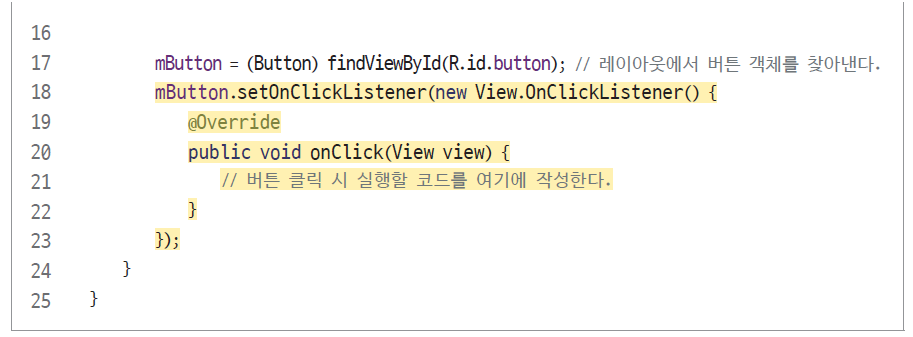 16
17 mButton = (Button) findViewById(R.id.button); // 레이아웃에서 버튼 객체를 찾아낸다.
18 mButton.setOnClickListener(new View.OnClickListener() {
19 @Override
20 public void onClick(View view) {
21 // 버튼 클릭 시 실행할 코드를 여기에 작성한다.
22 }
23 });
24 }
25 }